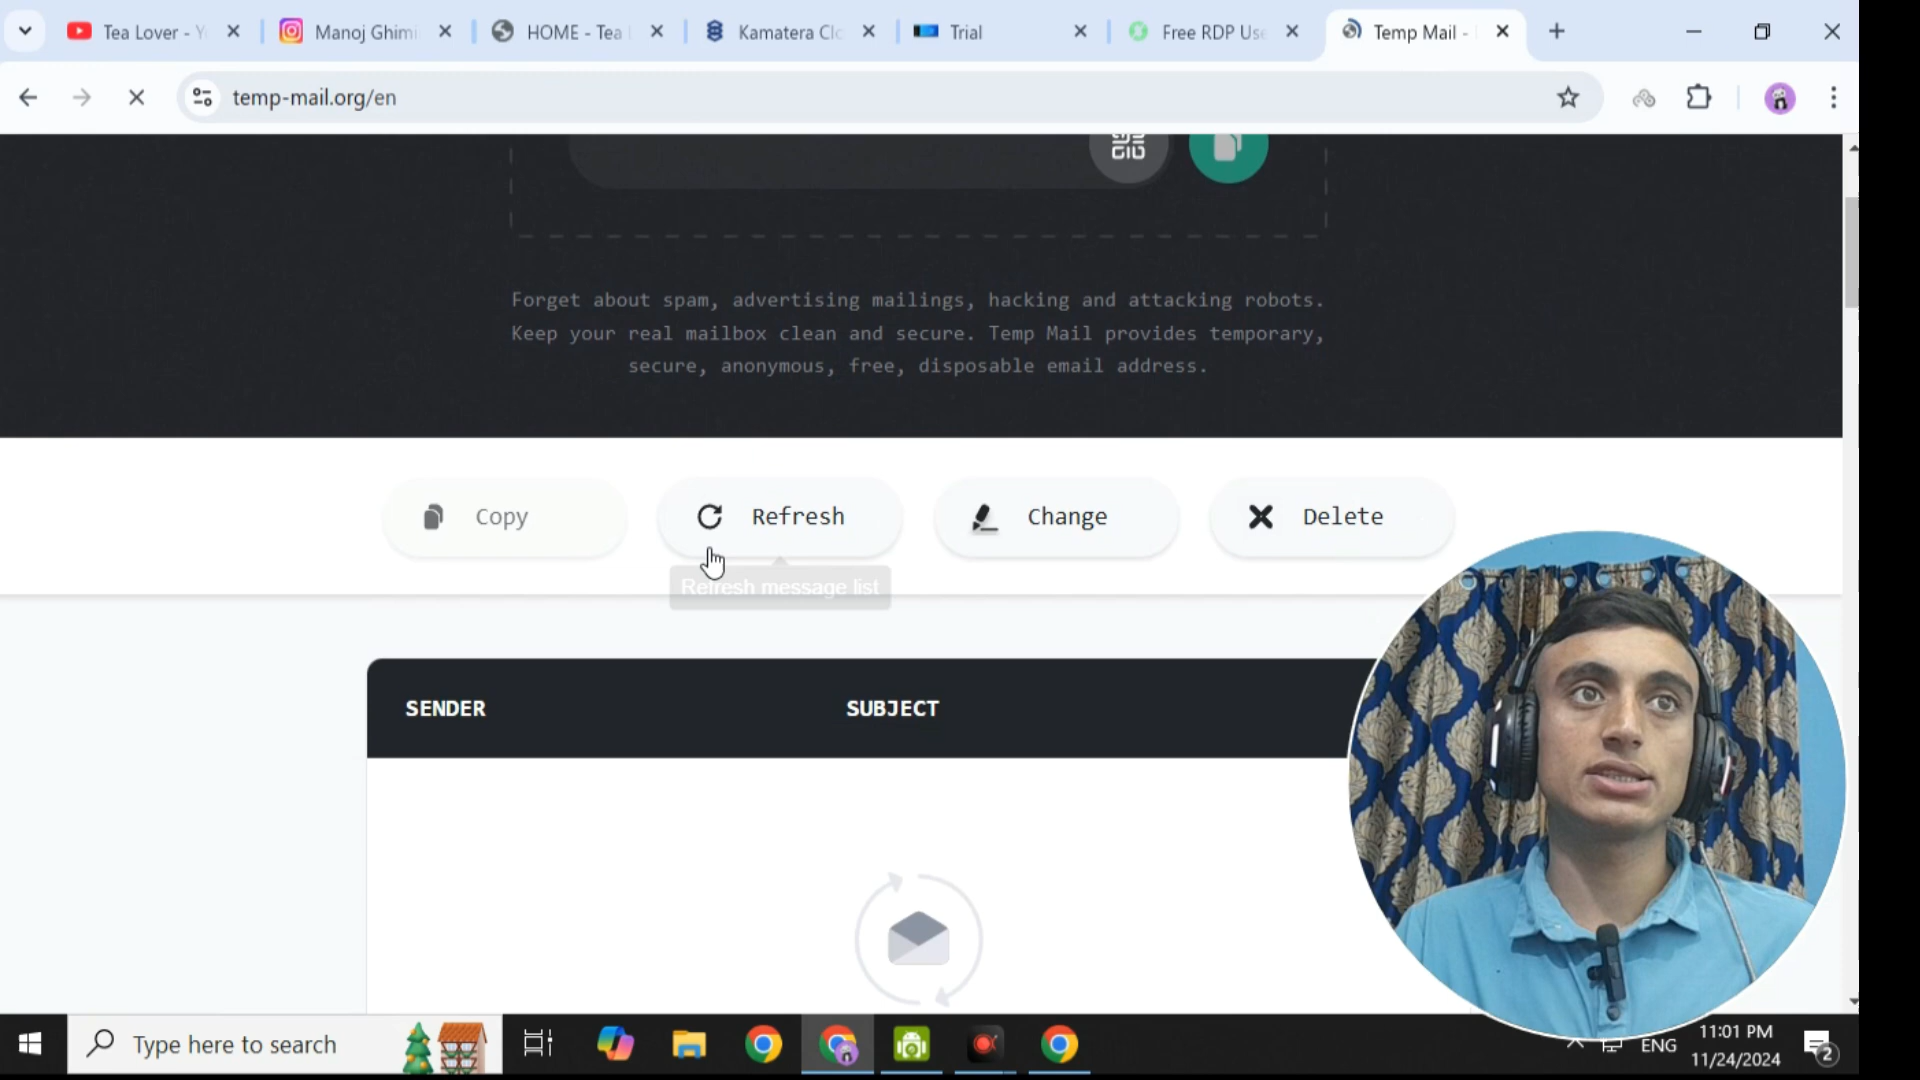 Tea Lover - Y
Manoj Ghimi
HOME - Tea
Kamatera Clo
Trial
Free RDP Use
Temp Mail -
temp-mail.org/en
Forget about spam, advertising mailings, hacking and attacking robots.
Keep your real mailbox clean and secure. Temp Mail provides temporary,
secure, anonymous, free, disposable email address.
Copy
Refresh
Change
Delete
Refresh message list
SENDER
SUBJECT
Type here to search
ENG
11:01 PM
11/24/2024
2